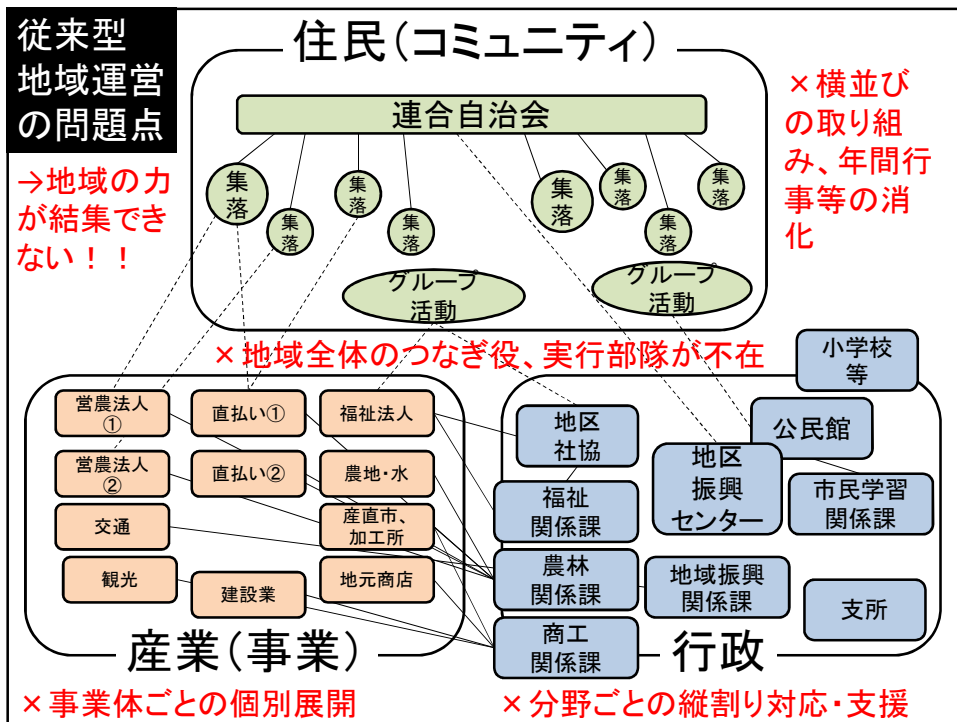 従来型
地域運営
の問題点
→地域の力
が結集でき
ない！！
住民（コミュニティ）
連合自治会
集
落
集
落
集
落
集
落
集
落
集
落
集
落
集
落
グループ
活動
グループ
活動
×横並び
の取り組
み、年間行
事等の消
化
×地域全体のつなぎ役、実行部隊が不在
営農法人
①
直払い①
福祉法人
営農法人
②
直払い②
農地・水
交通
産直市、
加工所
観光
建設業
地元商店
産業（事業）
×事業体ごとの個別展開
小学校
等
地区
社協
公民館
地区
振興
センター
福祉
関係課
市民学習
関係課
農林
関係課
地域振興
関係課
支所
商工
関係課
行政
×分野ごとの縦割り対応・支援